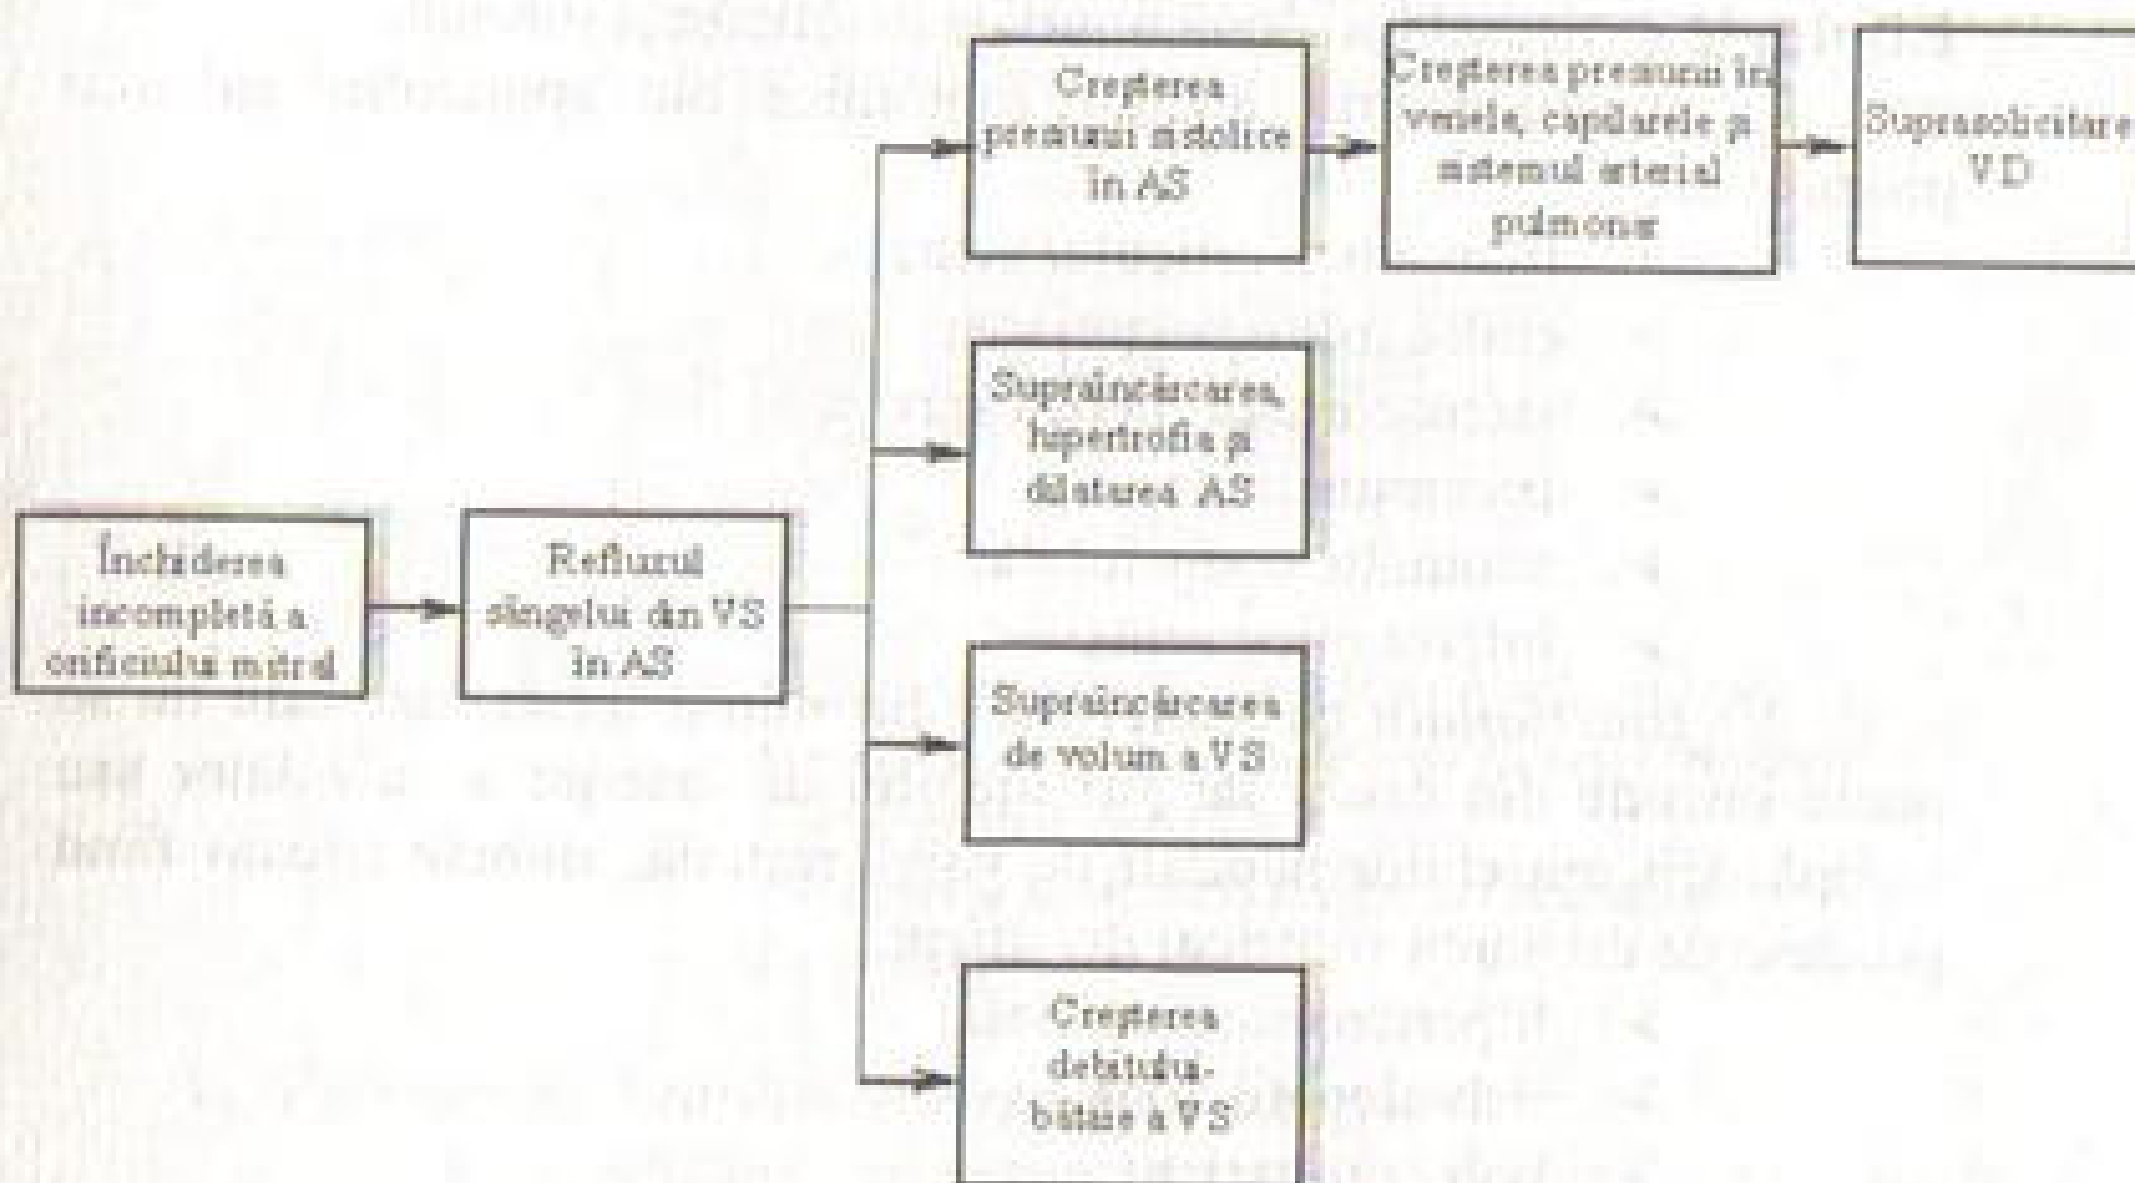 Închiderea
incompletă a
orificiului mitral
Refluxul
sângelui din VS
în AS
Creşterea
presiunii sistolice
în AS
Creşterea presiunii în
venele, capilarele şi
sistemul arterial
pulmonar
Suprasolicitare
VD
Supraîncărcarea,
hipertrofia şi
dilatarea AS
Supraîncărcarea
de volum a VS
Creşterea
debitului-
bătaie a VS